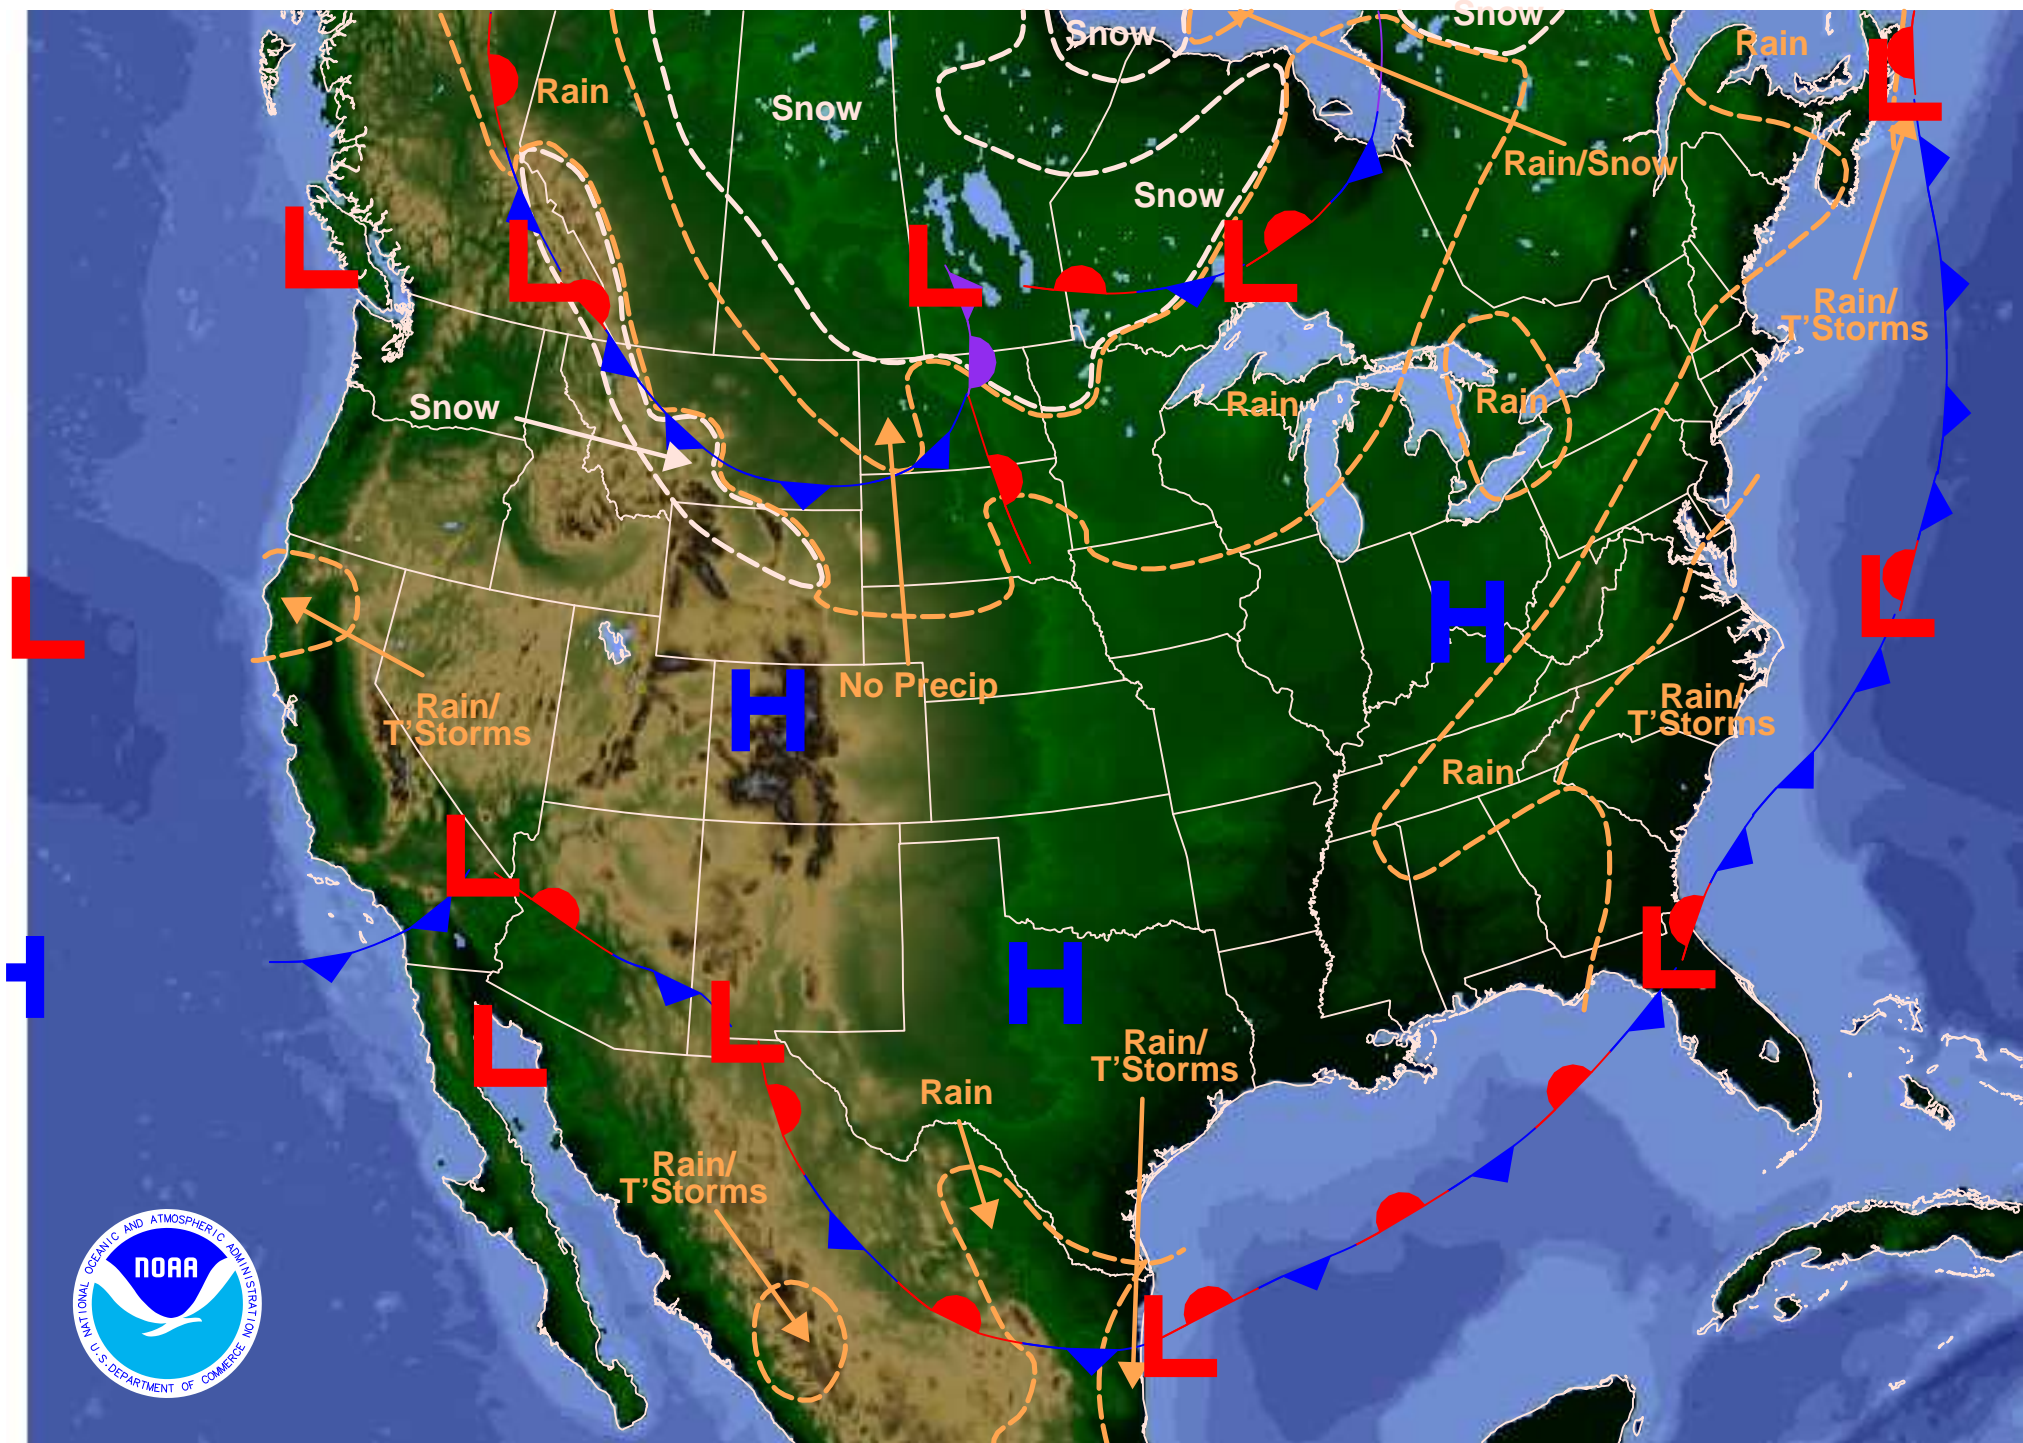 Snow
Snow
Rain
Rain
Snow
Rain/Snow
Snow
L
L
L
L
L
Rain/
T'Storms
Snow
Rain
Rain
L
H
L
No Precip
Rain/
T'Storms
H
Rain/
T'Storms
Rain
L
L
H
H
L
L
Rain/
T'Storms
Rain
L
Rain/
T'Storms
L
NATIONAL OCEANIC AND ATMOSPHERIC ADMINISTRATION
NOAA
U.S. DEPARTMENT OF COMMERCE